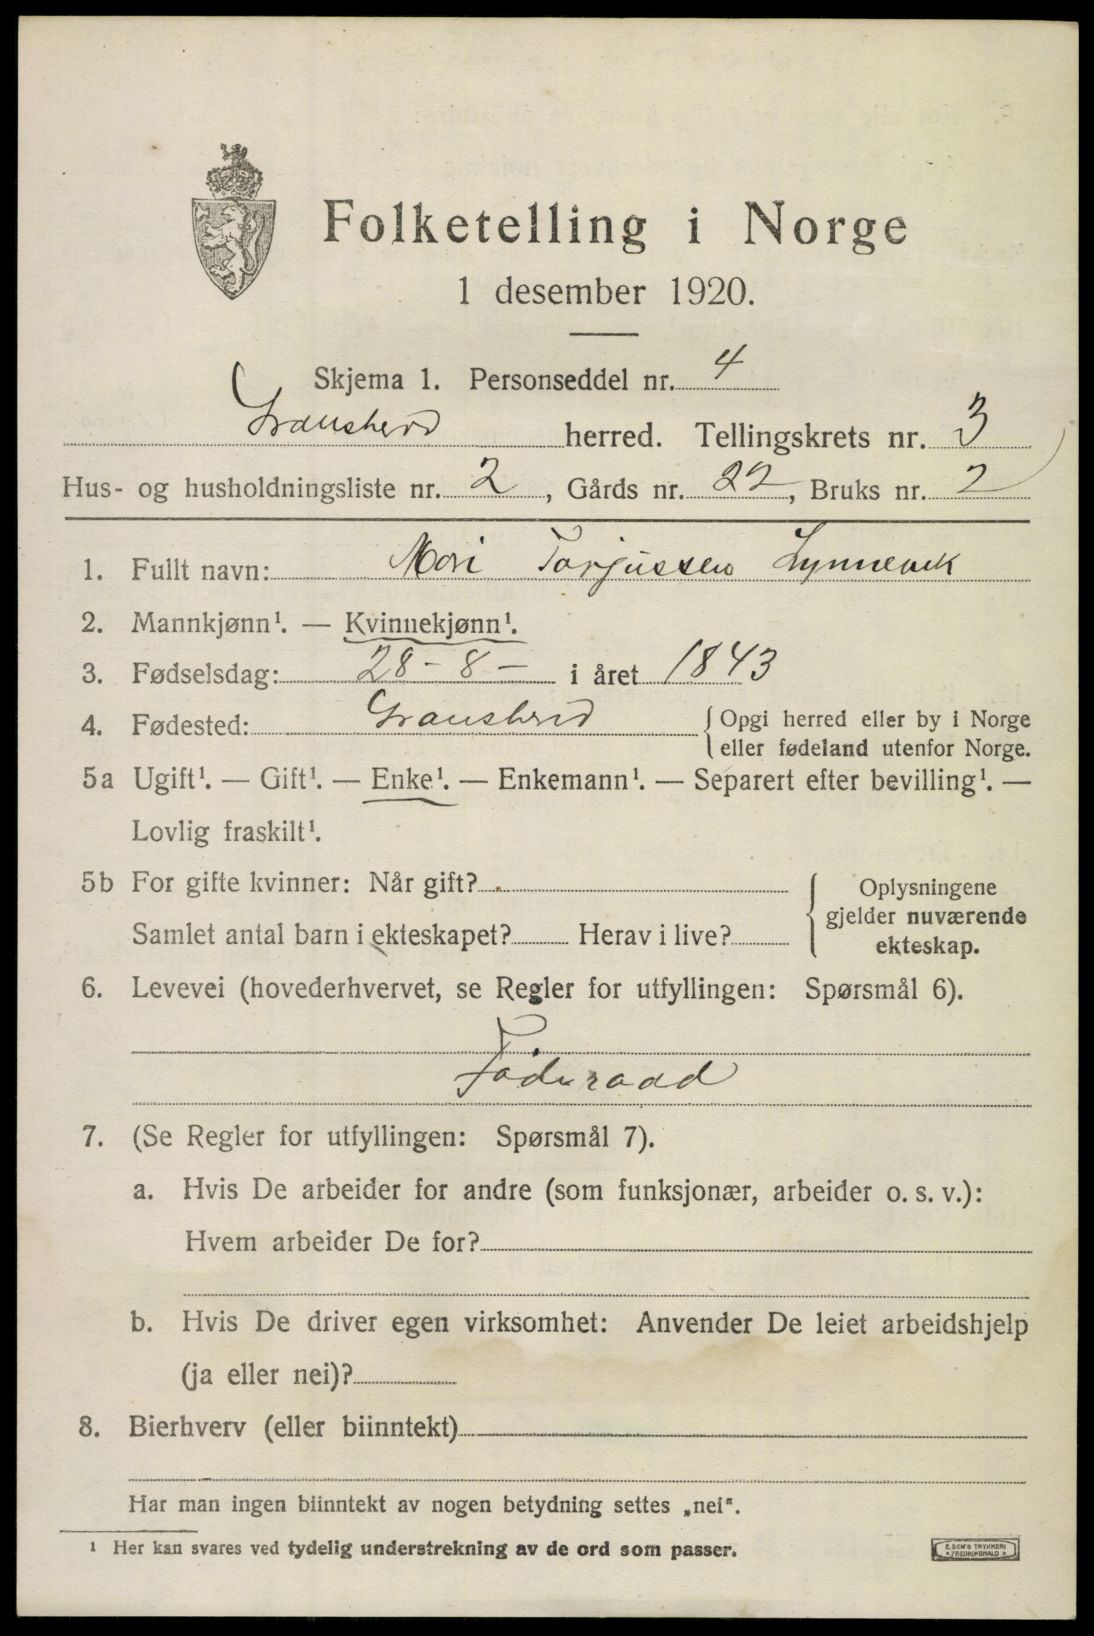 Folketelling i Norge
1 desember 1920.
Skjema 1. Personseddel nr. 4
Gransherd herred. Tellingskrets nr. 3
Hus- og husholdningsliste nr. 2, Gårds nr. 22, Bruks nr. 2
1. Fullt navn: Mari Torjussen Lynnevik
2. Mannkjønn¹. — Kvinnekjønn¹.
3. Fødselsdag: 28 - 8 - i året 1843
4. Fødested: Gransherd { Opgi herred eller by i Norge
eller fødeland utenfor Norge.
5a Ugift¹. — Gift¹. — Enke¹. — Enkemann¹. — Separert efter bevilling¹. —
Lovlig fraskilt¹.
5b For gifte kvinner: Når gift?
Samlet antal barn i ekteskapet? Herav i live?
{ Oplysningene
gjelder nuværende
ekteskap.
6. Levevei (hovederhvervet, se Regler for utfyllingen: Spørsmål 6).
Føderaad
7. (Se Regler for utfyllingen: Spørsmål 7).
a. Hvis De arbeider for andre (som funksjonær, arbeider o. s. v.):
Hvem arbeider De for?
b. Hvis De driver egen virksomhet: Anvender De leiet arbeidshjelp
(ja eller nei)?
8. Bierhverv (eller biinntekt)
Har man ingen biinntekt av nogen betydning settes „nei“.
¹ Her kan svares ved tydelig understrekning av de ord som passer.
E. SEM'S TRYKKERI
* FREDRIKSHALD *